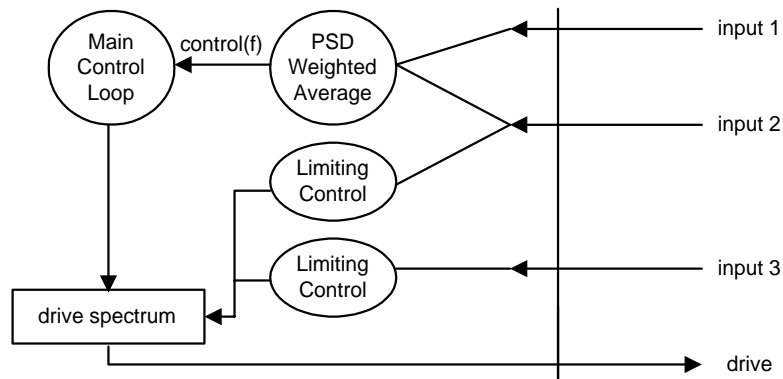 Main
Control
Loop
control(f)
PSD
Weighted
Average
input 1
input 2
Limiting
Control
Limiting
Control
input 3
drive spectrum
drive